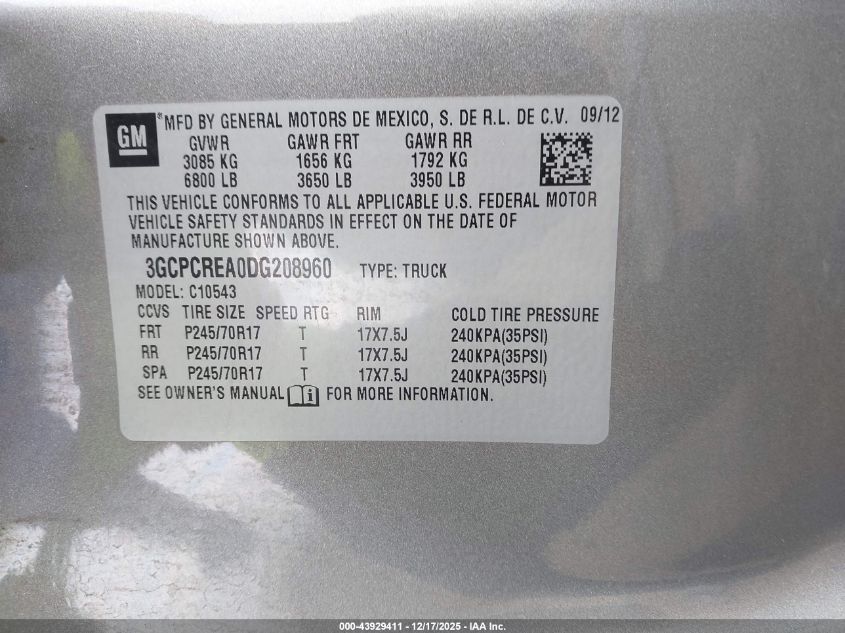 GM *MFD BY GENERAL MOTORS DE MEXICO, S. DE R.L. DE C.V. 09/12
GVWR GAWR FRT GAWR RR
3085 KG 1656 KG 1792 KG
6800 LB 3650 LB 3950 LB
THIS VEHICLE CONFORMS TO ALL APPLICABLE U.S. FEDERAL MOTOR
VEHICLE SAFETY STANDARDS IN EFFECT ON THE DATE OF
MANUFACTURE SHOWN ABOVE.
3GCPCREA0DG208960 TYPE: TRUCK
MODEL: C10543
CCVS TIRE SIZE SPEED RTG RIM COLD TIRE PRESSURE
FRT P245/70R17 T 17X7.5J 240KPA(35PSI)
RR P245/70R17 T 17X7.5J 240KPA(35PSI)
SPA P245/70R17 T 17X7.5J 240KPA(35PSI)
SEE OWNER'S MANUAL i FOR MORE INFORMATION.
000-43929411 - 12/17/2025 - IAA Inc.